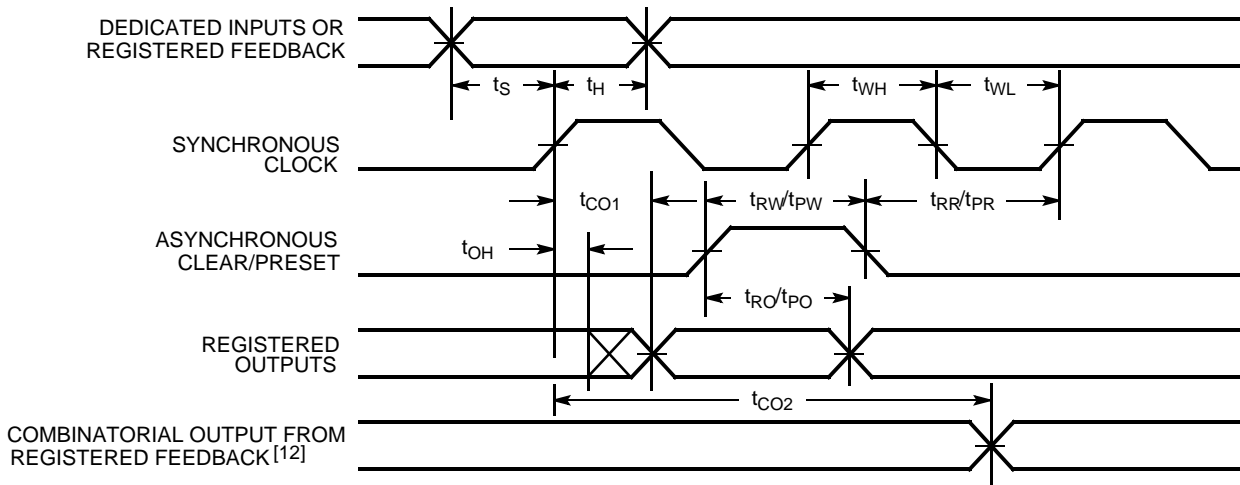 DEDICATED INPUTS OR
REGISTERED FEEDBACK
tS
tH
tWH
tWL
SYNCHRONOUS
CLOCK
tCO1
tRW/tPW
tRR/tPR
ASYNCHRONOUS
CLEAR/PRESET
tOH
tRO/tPO
REGISTERED
OUTPUTS
tCO2
COMBINATORIAL OUTPUT FROM
REGISTERED FEEDBACK[12]